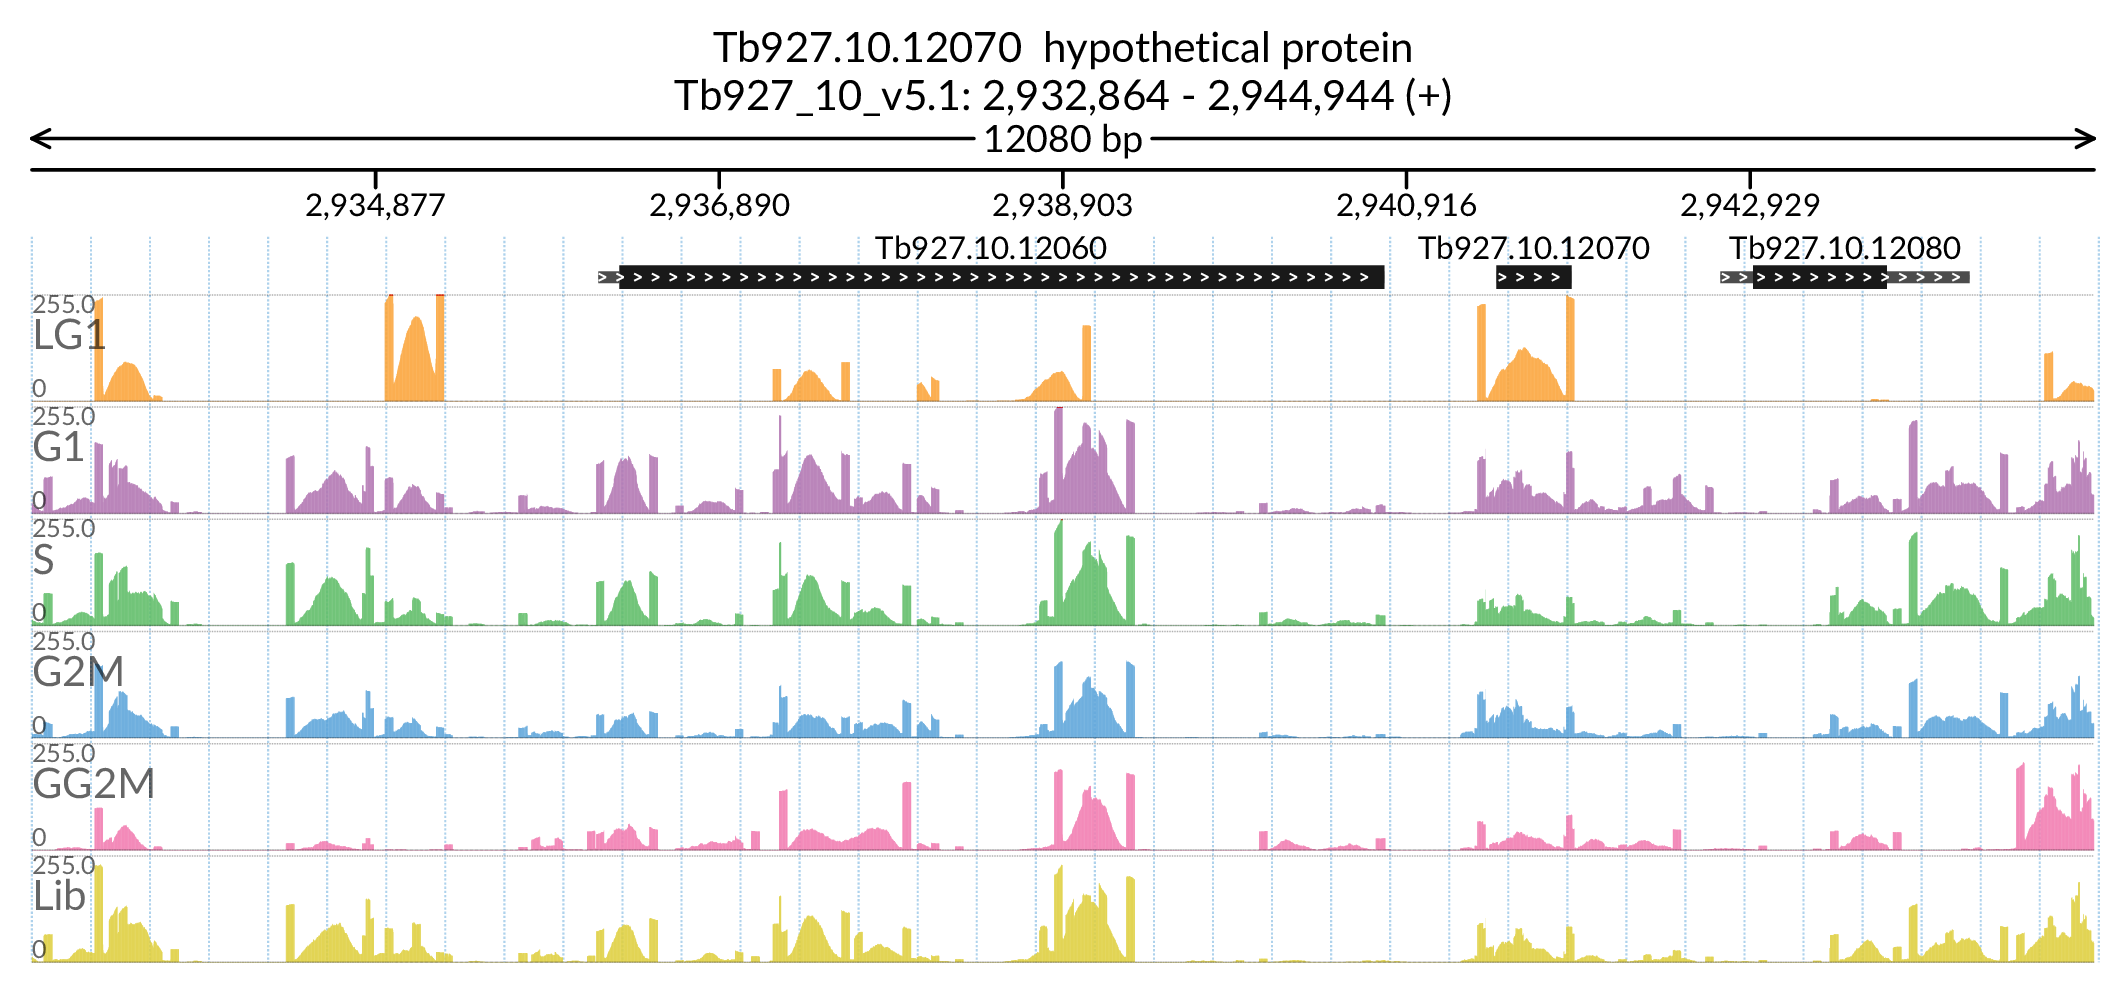 Tb927.10.12070  hypothetical protein
Tb927_10_v5.1: 2,932,864 - 2,944,944 (+)
12080 bp
2,934,877 2,936,890 2,938,903 2,940,916 2,942,929
Tb927.10.12060 Tb927.10.12070 Tb927.10.12080
255.0
LG1
0
255.0
G1
0
255.0
S
0
255.0
G2M
0
255.0
GG2M
0
255.0
Lib
0